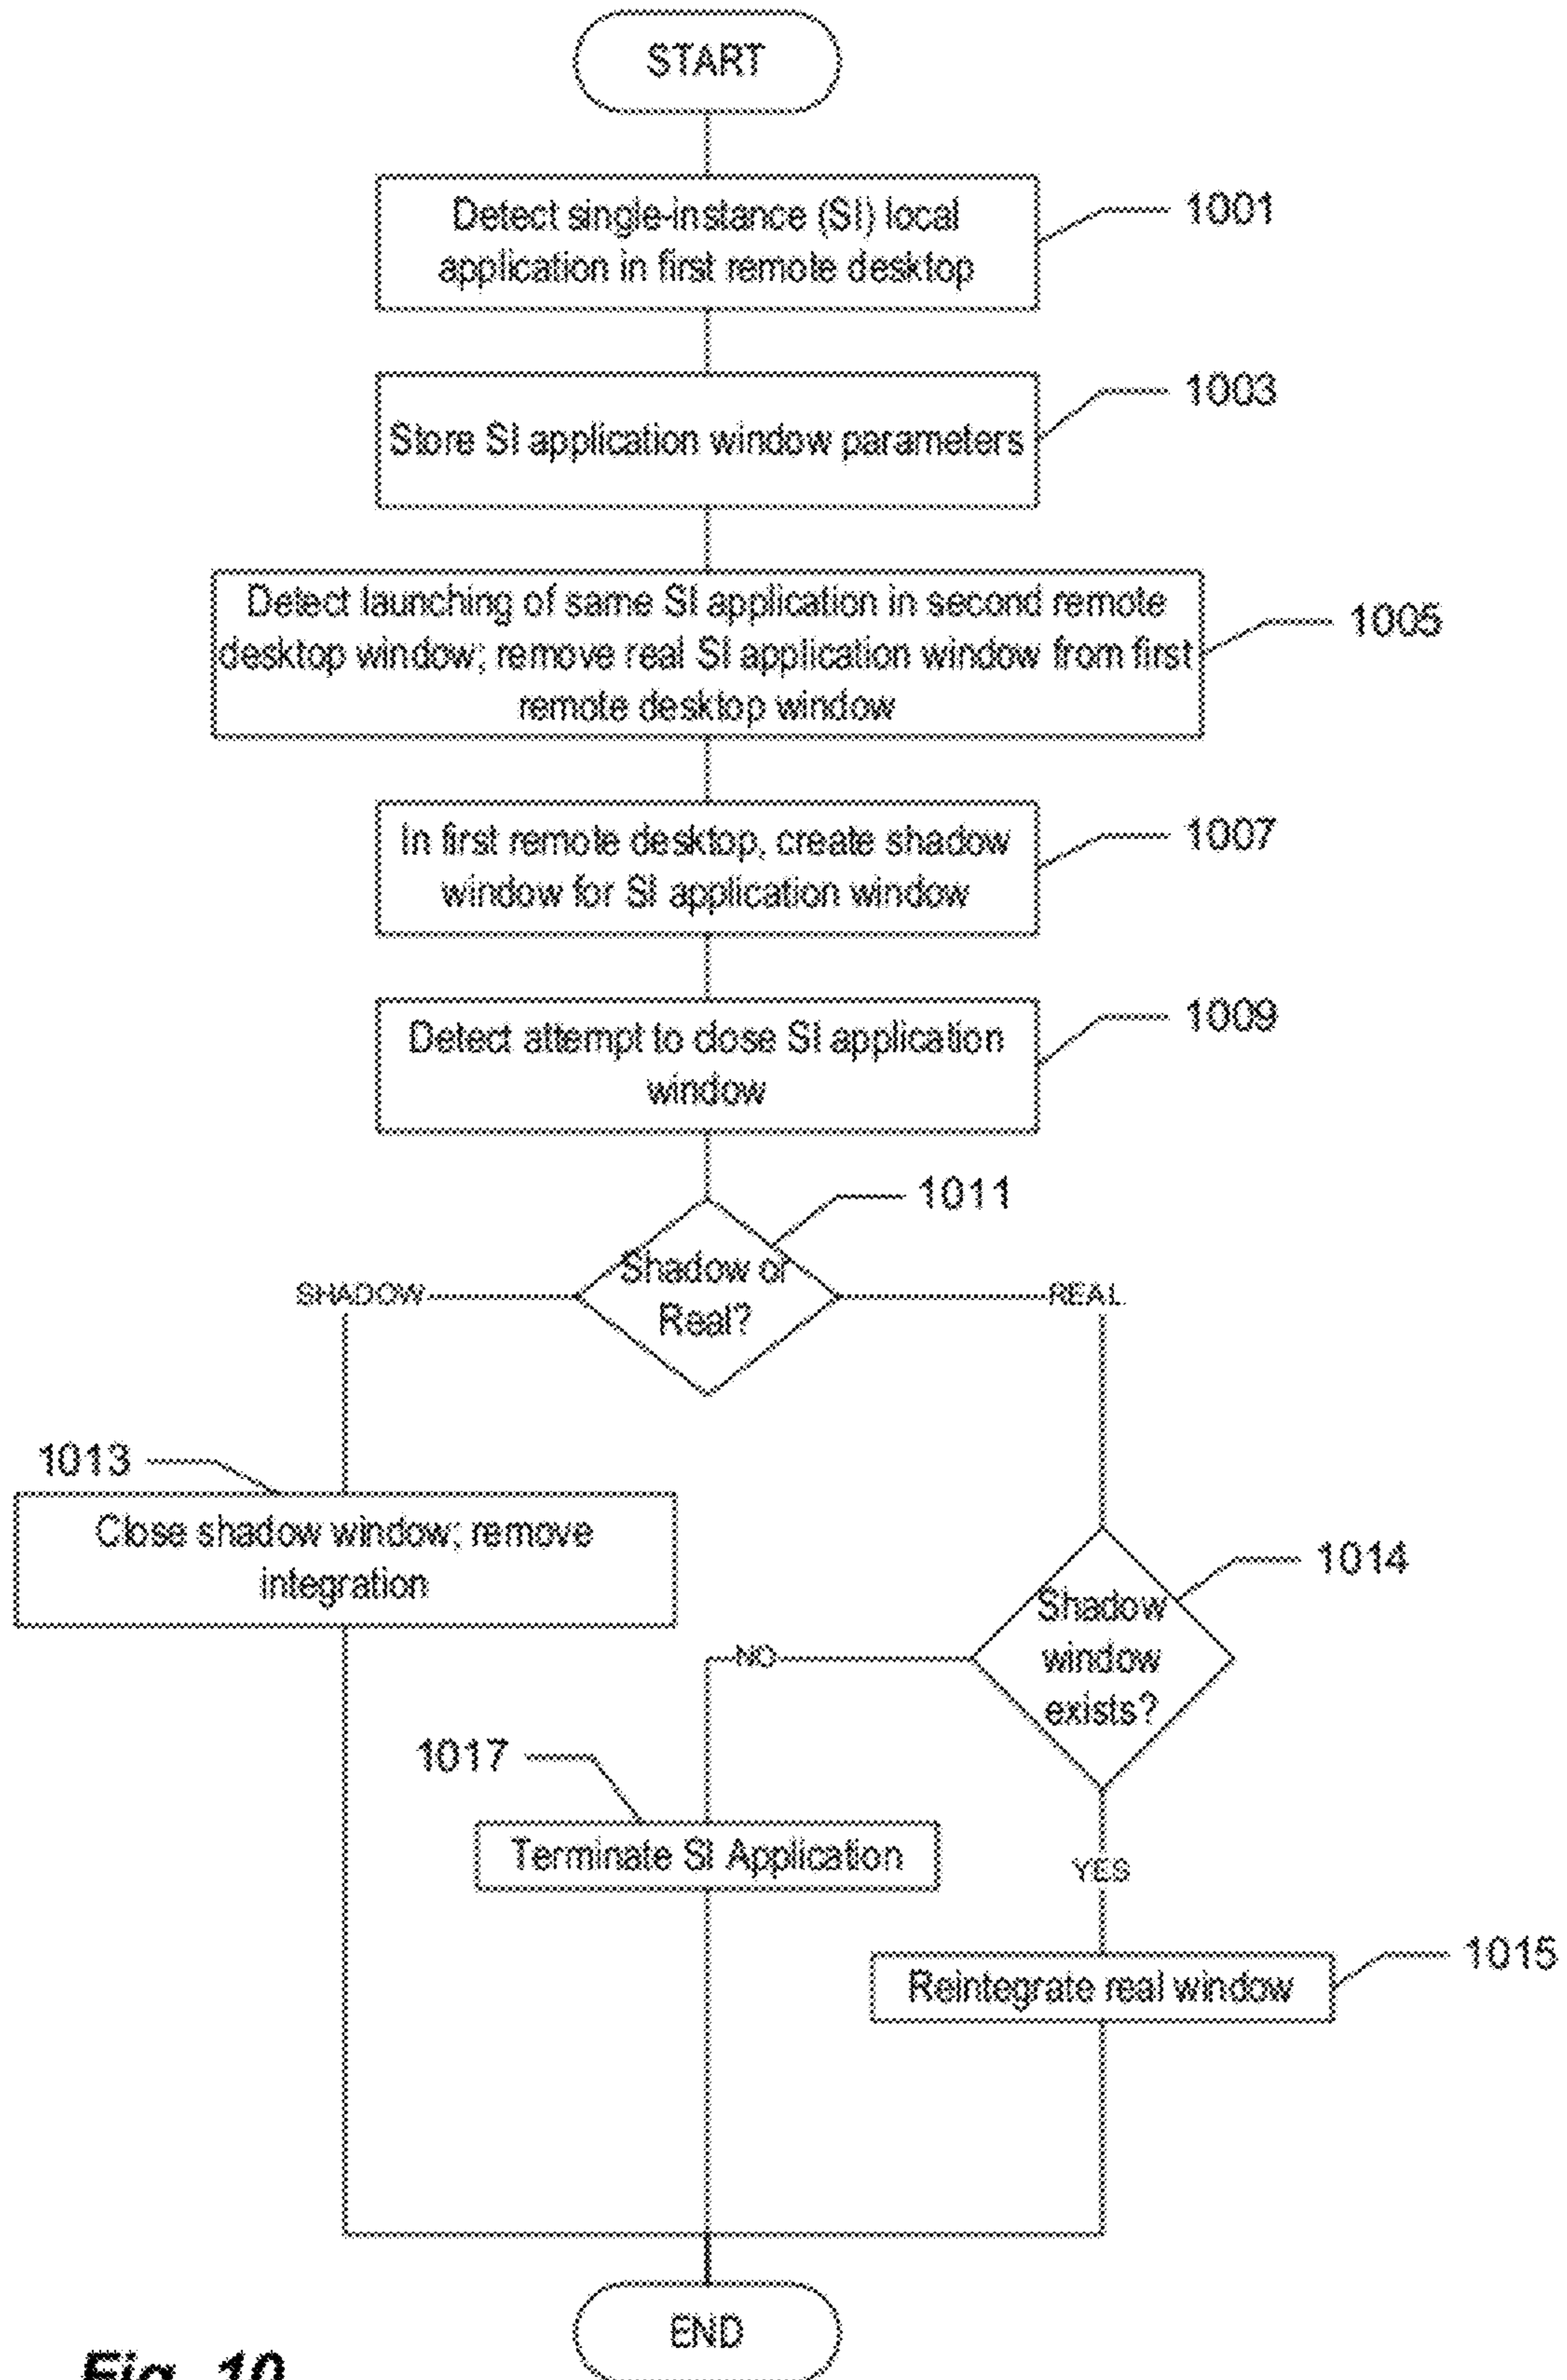 START
Detect single-instance (SI) local
application in first remote desktop
1001
Store SI application window parameters
1003
Detect launching of same SI application in second remote
desktop window; remove real SI application window from first
remote desktop window
1005
In first remote desktop, create shadow
window for SI application window
1007
Detect attempt to close SI application
window
1009
Shadow or
Real?
1011
SHADOW
REAL
1013
Close shadow window; remove
integration
Shadow
window
exists?
1014
NO
1017
Terminate SI Application
YES
Reintegrate real window
1015
END
Fig. 10